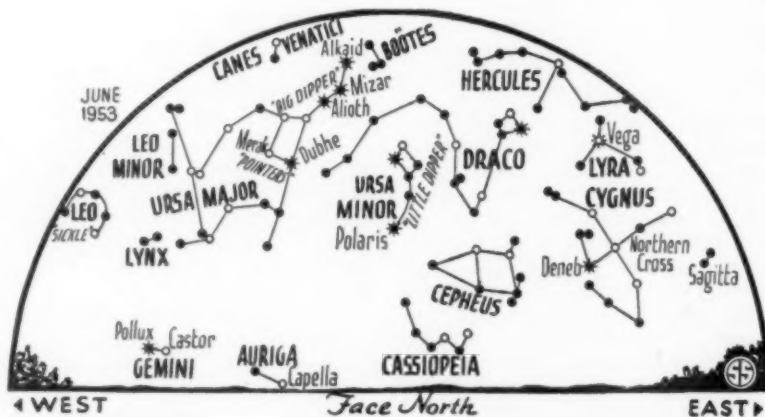 CANES
VENATICI
Alkaid
BOÖTES
HERCULES
JUNE
1953
"BIG DIPPER"
Mizar
Alioth
LEO
MINOR
Merak
"POINTERS"
Dubhe
DRACO
Vega
LYRA
URSA MAJOR
URSA
MINOR
"LITTLE DIPPER"
CYGNUS
LEO
SICKLE
Polaris
LYNX
Northern
Cross
Deneb
Sagitta
CEPHEUS
Pollux
Castor
GEMINI
AURIGA
Capella
CASSIOPEIA
WEST
Face North
EAST